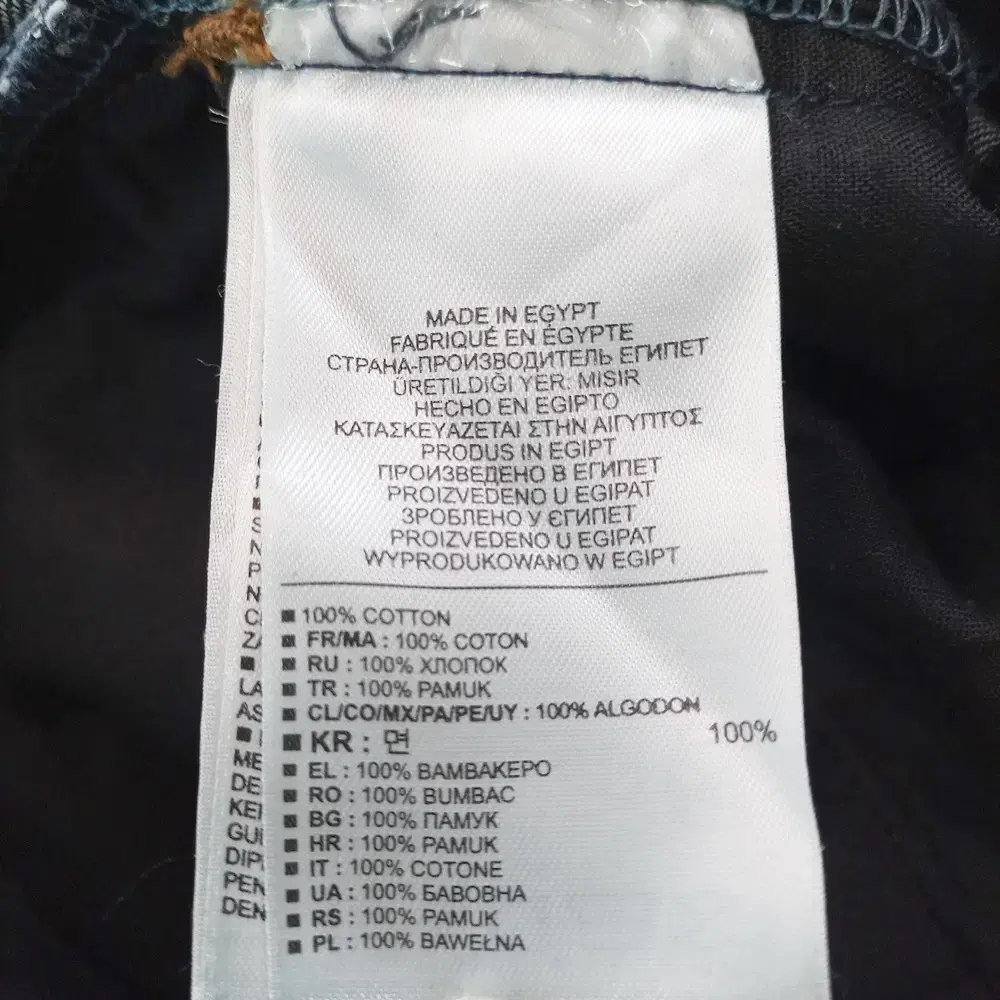 MADE IN EGYPT
FABRIQUÉ EN ÉGYPTE
СТРАНА-ПРОИЗВОДИТЕЛЬ ЕГИПЕТ
ÜRETILDIĞI YER: MISIR
HECHO EN EGIPTO
ΚΑΤΑΣΚΕΥΑΖΕΤΑΙ ΣΤΗΝ ΑΙΓΥΠΤΟΣ
PRODUS IN EGIPT
ПРОИЗВЕДЕНО В ЕГИПЕТ
PROIZVEDENO U EGIPAT
ЗРОБЛЕНО У ЄГИПЕТ
PROIZVEDENO U EGIPAT
WYPRODUKOWANO W EGIPT
■ 100% COTTON
■ FR/MA : 100% COTON
■ RU : 100% ХЛОПОК
■ TR : 100% PAMUK
■ CL/CO/MX/PA/PE/UY : 100% ALGODON
■ KR : 면 100%
■ EL : 100% ΒΑΜΒΑΚΕΡΟ
■ RO : 100% BUMBAC
■ BG : 100% ПАМУК
■ HR : 100% PAMUK
■ IT : 100% COTONE
■ UA : 100% БАВОВНА
■ RS : 100% PAMUK
■ PL : 100% BAWEŁNA